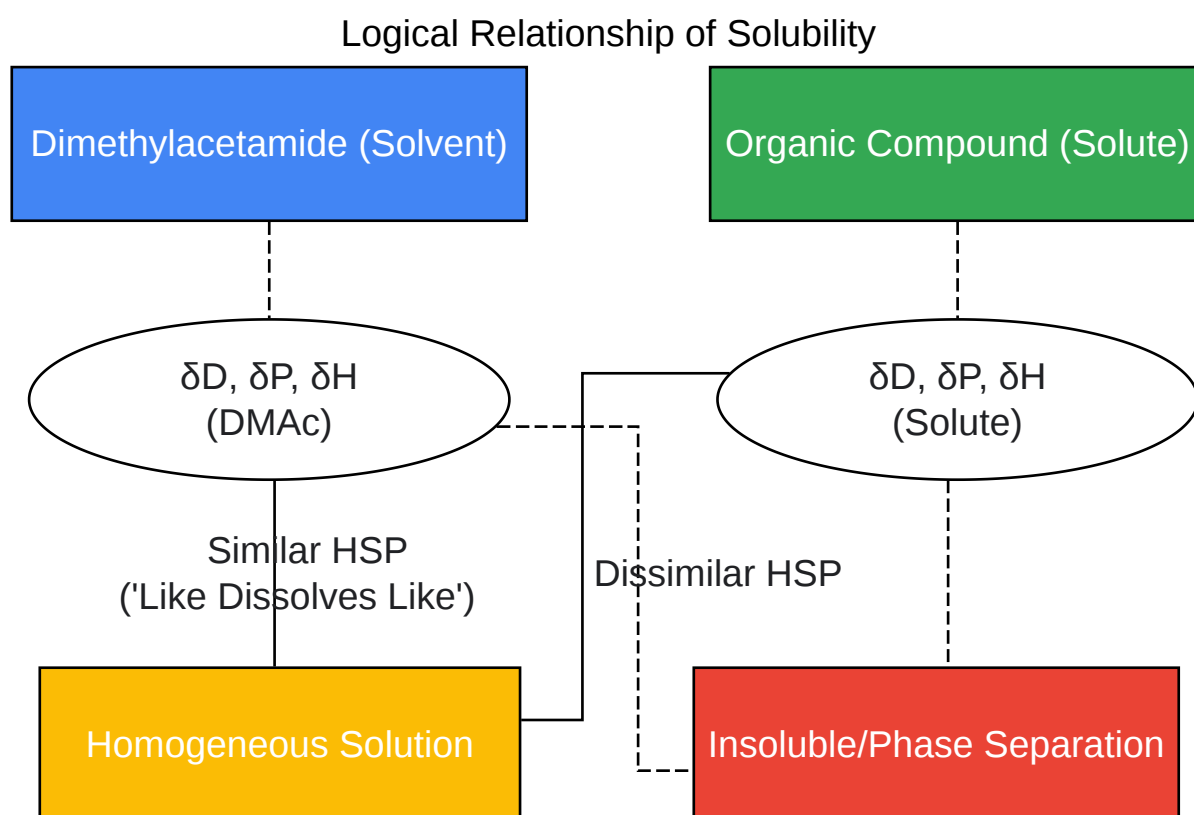 Logical Relationship of Solubility
Dimethylacetamide (Solvent)
Organic Compound (Solute)
δD, δP, δH
(DMAc)
δD, δP, δH
(Solute)
Similar HSP
('Like Dissolves Like')
Dissimilar HSP
Homogeneous Solution
Insoluble/Phase Separation